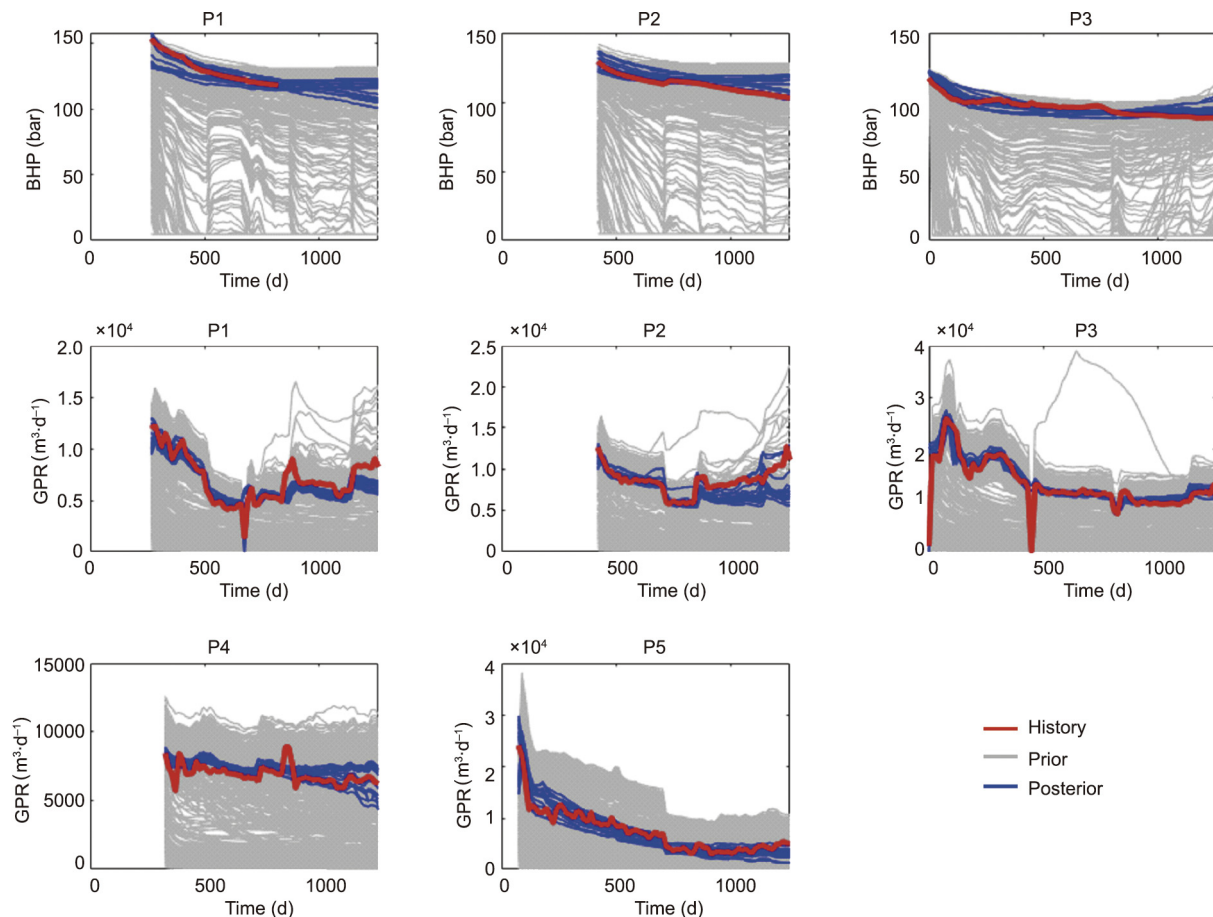 P1
P2
P3
150
100
50
0
BHP (bar)
0
500
1000
Time (d)
150
100
50
0
BHP (bar)
0
500
1000
Time (d)
150
100
50
0
BHP (bar)
0
500
1000
Time (d)
×10⁴
P1
2.0
1.5
1.0
0.5
0
GPR (m³·d⁻¹)
0
500
1000
Time (d)
×10⁴
P2
2.5
2.0
1.5
1.0
0.5
0
GPR (m³·d⁻¹)
0
500
1000
Time (d)
×10⁴
P3
4
3
2
1
0
GPR (m³·d⁻¹)
0
500
1000
Time (d)
P4
15000
10000
5000
0
GPR (m³·d⁻¹)
0
500
1000
Time (d)
×10⁴
P5
4
3
2
1
0
GPR (m³·d⁻¹)
0
500
1000
Time (d)
History
Prior
Posterior